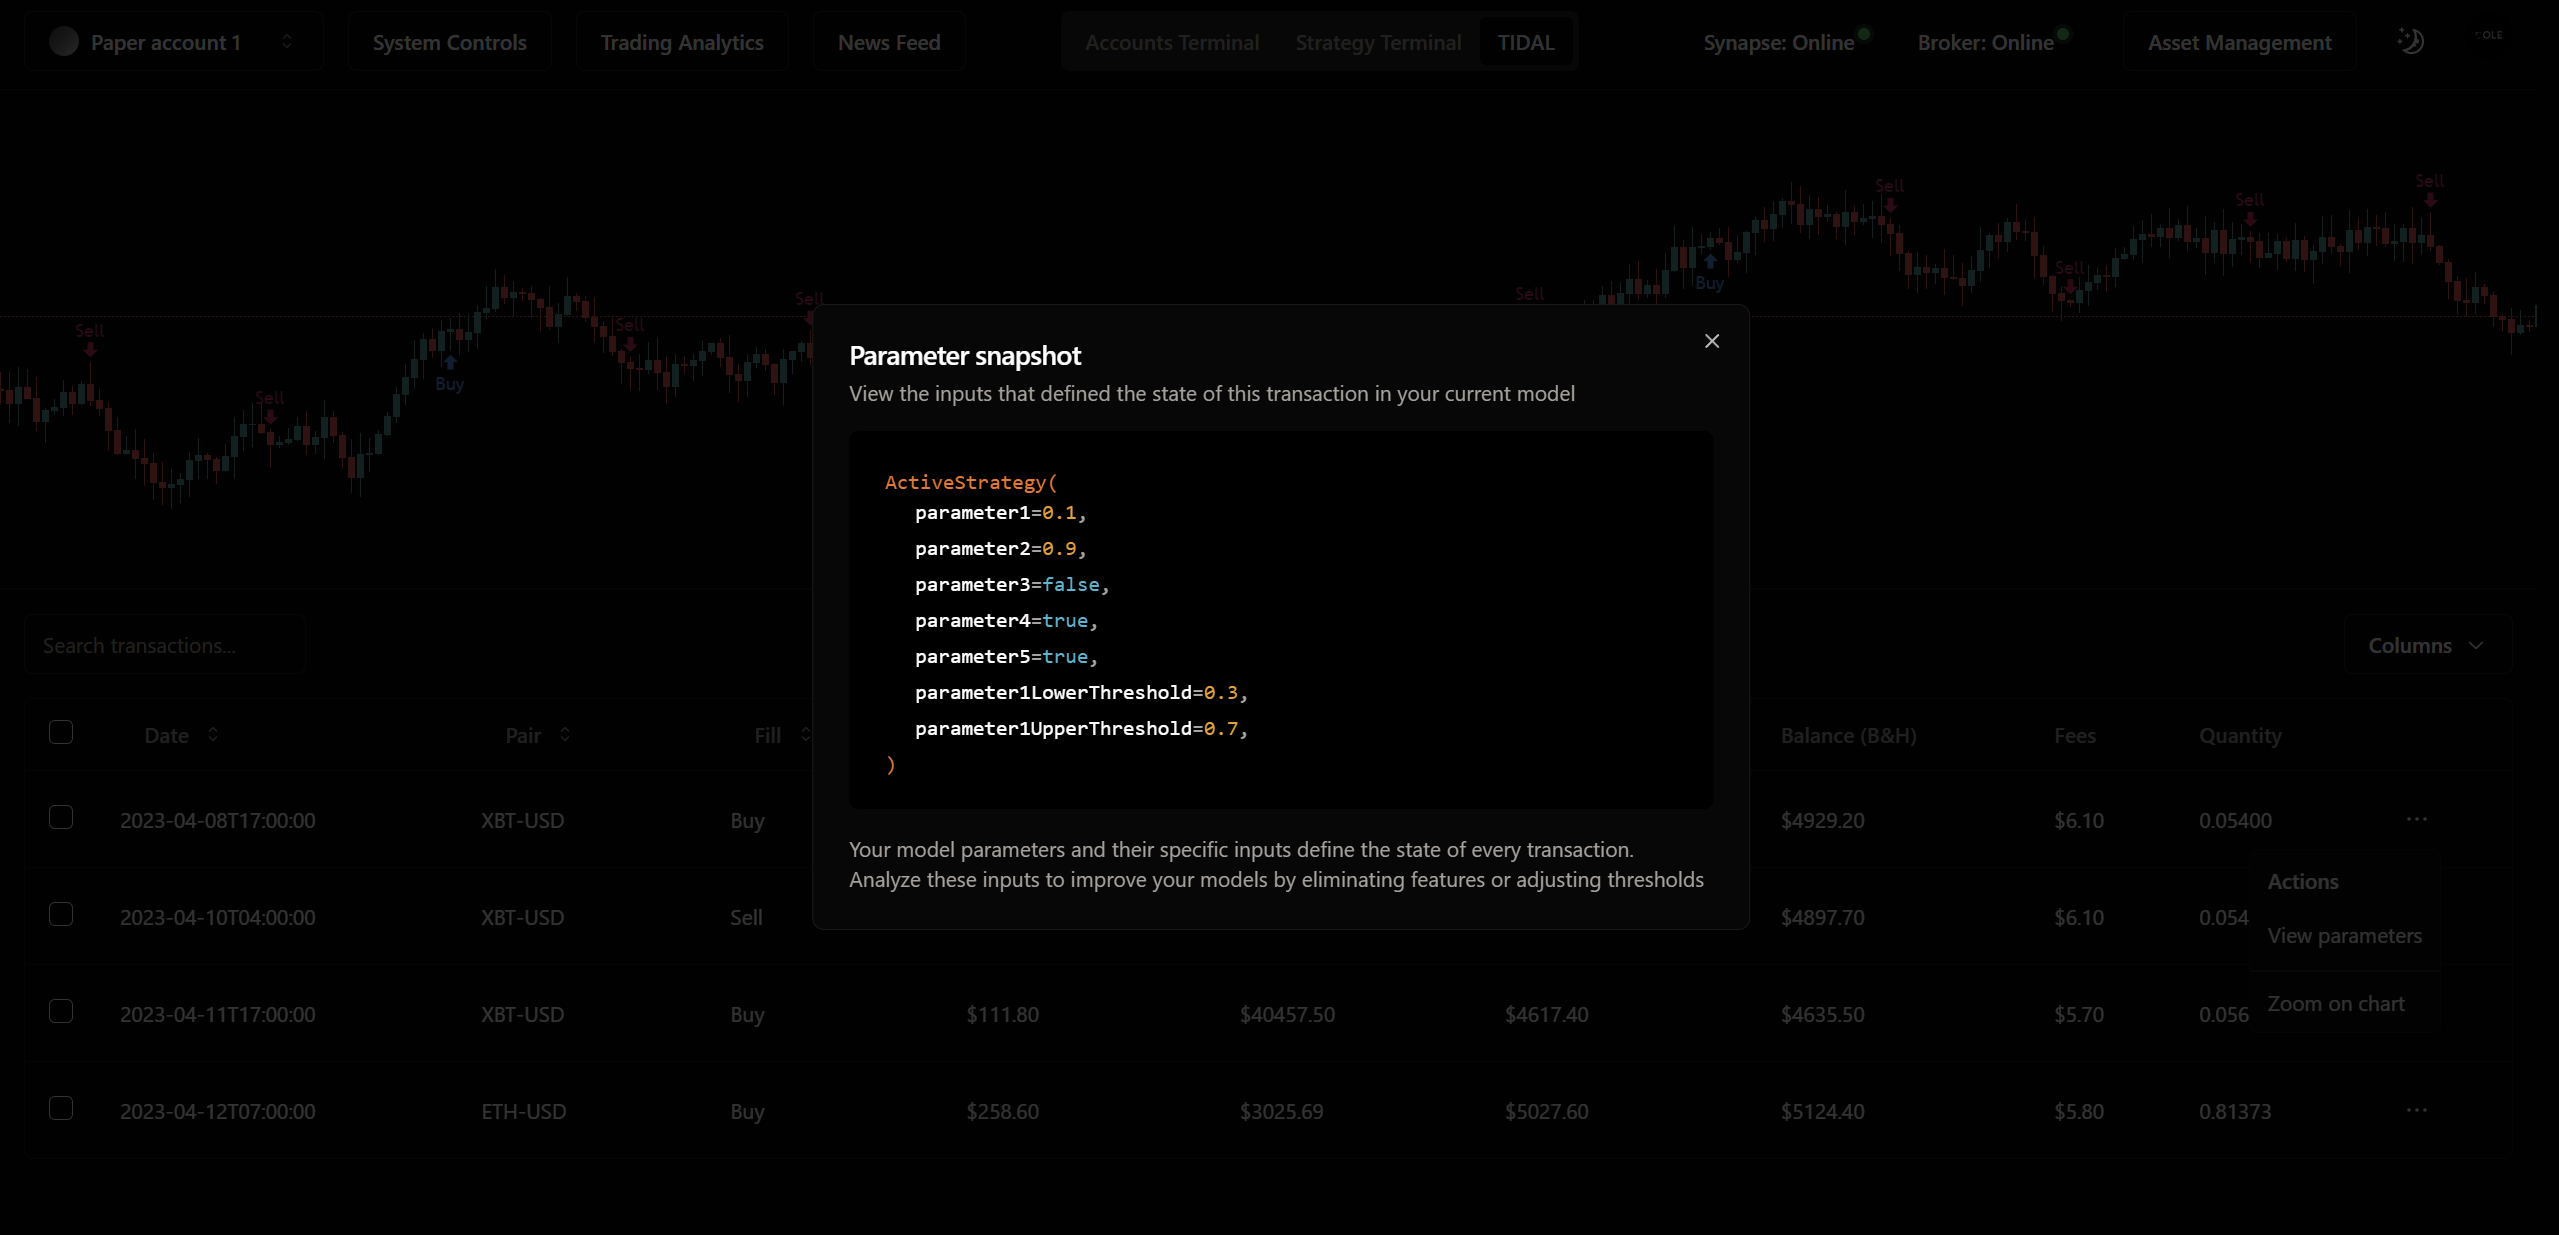 Paper account 1
System Controls
Trading Analytics
News Feed
Accounts Terminal
Strategy Terminal
TIDAL
Synapse: Online
Broker: Online
Asset Management
COLE
Sell
Sell
Buy
Sell
Sell
Sell
Buy
Sell
Sell
Sell
Sell
Parameter snapshot
View the inputs that defined the state of this transaction in your current model
ActiveStrategy(
parameter1=0.1,
parameter2=0.9,
parameter3=false,
parameter4=true,
parameter5=true,
parameter1LowerThreshold=0.3,
parameter1UpperThreshold=0.7,
)
Your model parameters and their specific inputs define the state of every transaction.
Analyze these inputs to improve your models by eliminating features or adjusting thresholds
Search transactions...
Columns
Date Pair Fill Balance (B&H) Fees Quantity
2023-04-08T17:00:00 XBT-USD Buy $4929.20 $6.10 0.05400 ...
2023-04-10T04:00:00 XBT-USD Sell $4897.70 $6.10 0.054
2023-04-11T17:00:00 XBT-USD Buy $111.80 $40457.50 $4617.40 $4635.50 $5.70 0.056
2023-04-12T07:00:00 ETH-USD Buy $258.60 $3025.69 $5027.60 $5124.40 $5.80 0.81373 ...
Actions
View parameters
Zoom on chart